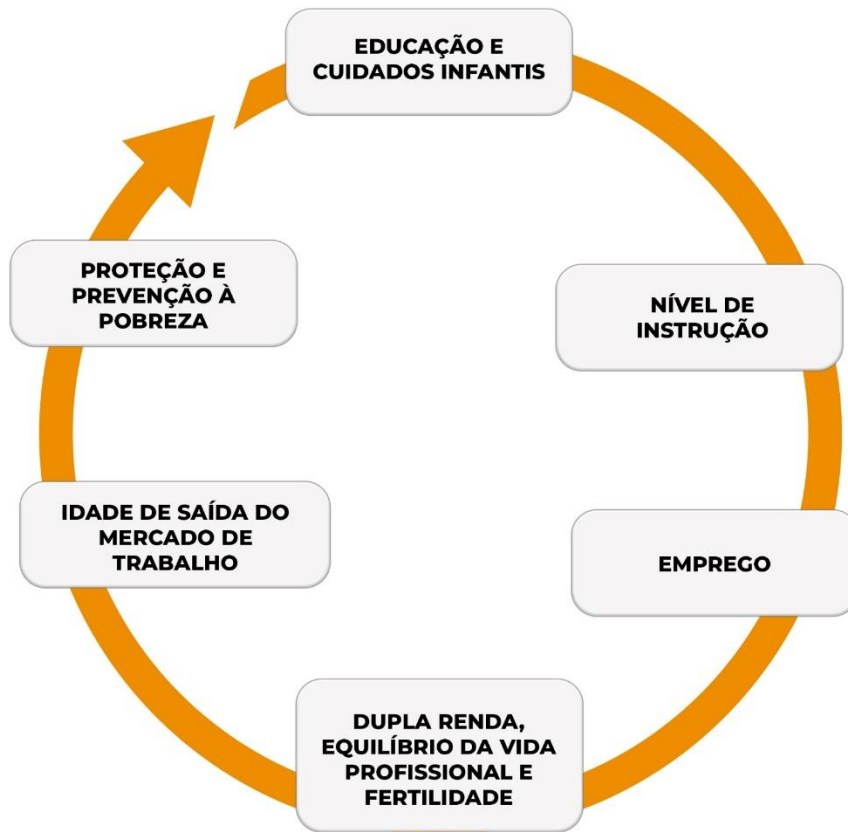 EDUCAÇÃO E
CUIDADOS INFANTIS
NÍVEL DE
INSTRUÇÃO
EMPREGO
DUPLA RENDA,
EQUILÍBRIO DA VIDA
PROFISSIONAL E
FERTILIDADE
IDADE DE SAÍDA DO
MERCADO DE
TRABALHO
PROTEÇÃO E
PREVENÇÃO À
POBREZA